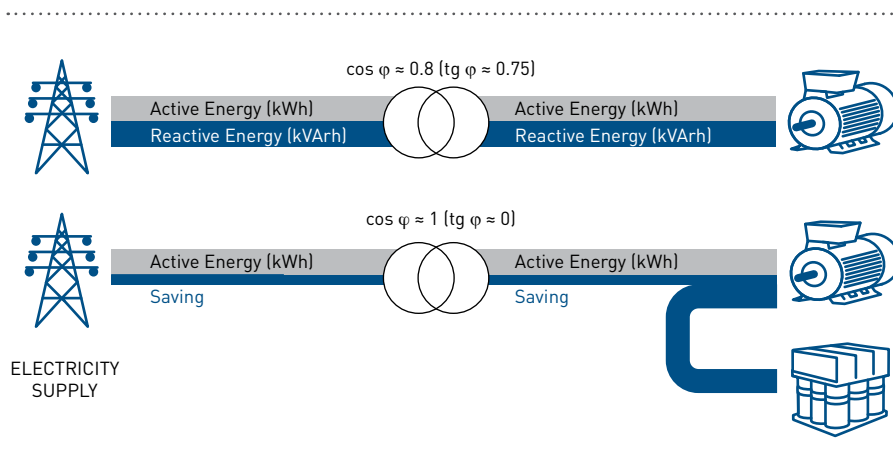 cos φ ≈ 0.8 (tg φ ≈ 0.75)
Active Energy (kWh)
Active Energy (kWh)
Reactive Energy (kVArh)
Reactive Energy (kVArh)
cos φ ≈ 1 (tg φ ≈ 0)
Active Energy (kWh)
Active Energy (kWh)
Saving
Saving
ELECTRICITY
SUPPLY